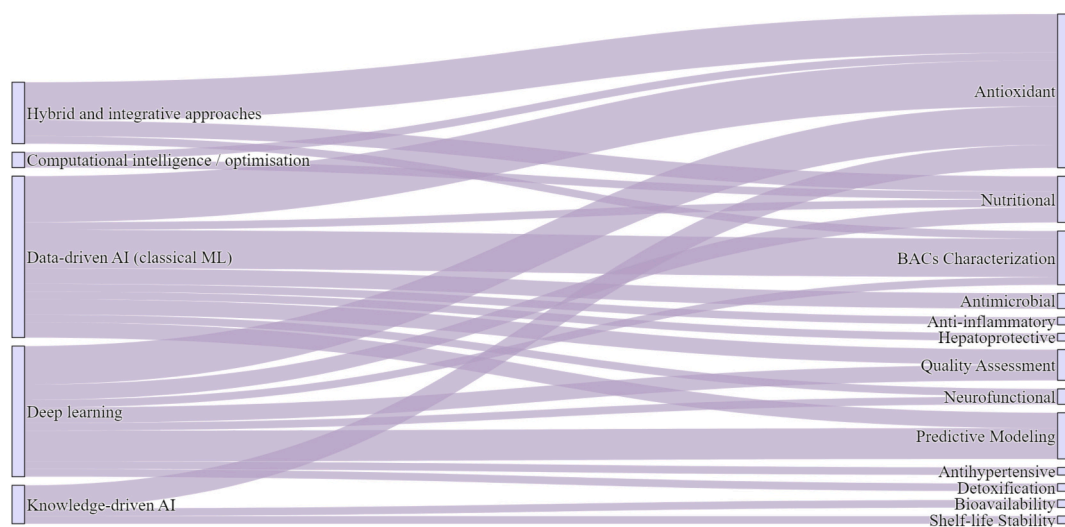 Hybrid and integrative approaches
Computational intelligence / optimisation
Data-driven AI (classical ML)
Deep learning
Knowledge-driven AI
Antioxidant
Nutritional
BACs Characterization
Antimicrobial
Anti-inflammatory
Hepatoprotective
Quality Assessment
Neurofunctional
Predictive Modeling
Antihypertensive
Detoxification
Bioavailability
Shelf-life Stability